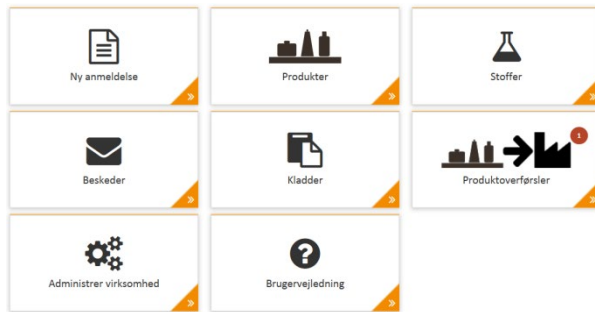 Ny anmeldelse
Produkter
Stoffer
Beskeder
Kladder
1
Produktoverførsler
Administrer virksomhed
Brugervejledning